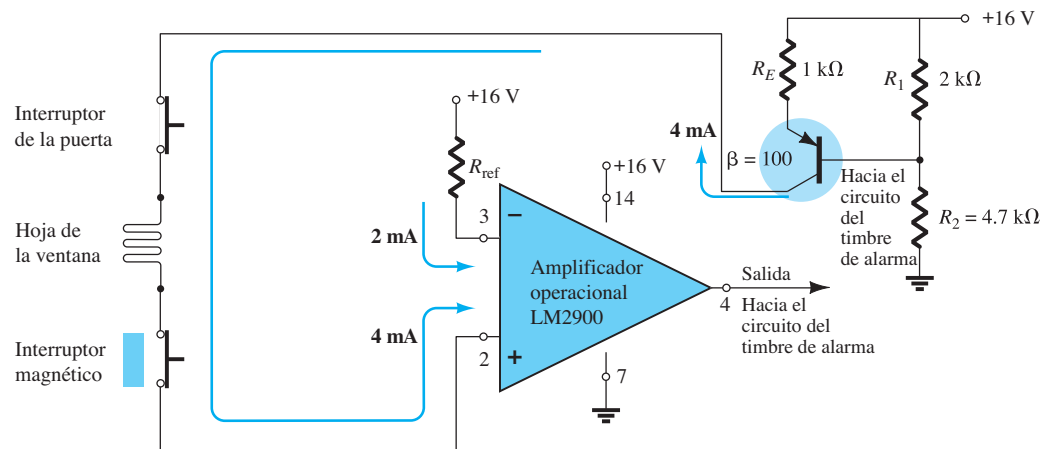 +16 V
R_E
1 kΩ
R_1
2 kΩ
Interruptor
de la puerta
+16 V
4 mA
β = 100
R_ref
+16 V
14
Hacia el
circuito
del
timbre
de alarma
R_2 = 4.7 kΩ
3
−
Hoja de
la ventana
2 mA
Amplificador
operacional
LM2900
Salida
4
Hacia el
circuito del
timbre de alarma
4 mA
2
+
Interruptor
magnético
7